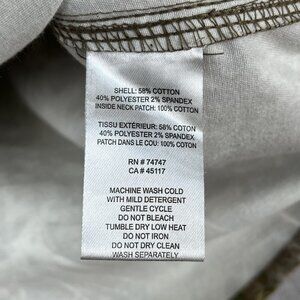 SHELL: 58% COTTON
40% POLYESTER 2% SPANDEX
INSIDE NECK PATCH: 100% COTTON
TISSU EXTÉRIEUR: 58% COTON
40% POLYESTER 2% SPANDEX
PATCH DANS LE COU: 100% COTON
RN # 74747
CA # 45117
MACHINE WASH COLD
WITH MILD DETERGENT
GENTLE CYCLE
DO NOT BLEACH
TUMBLE DRY LOW HEAT
DO NOT IRON
DO NOT DRY CLEAN
WASH SEPARATELY